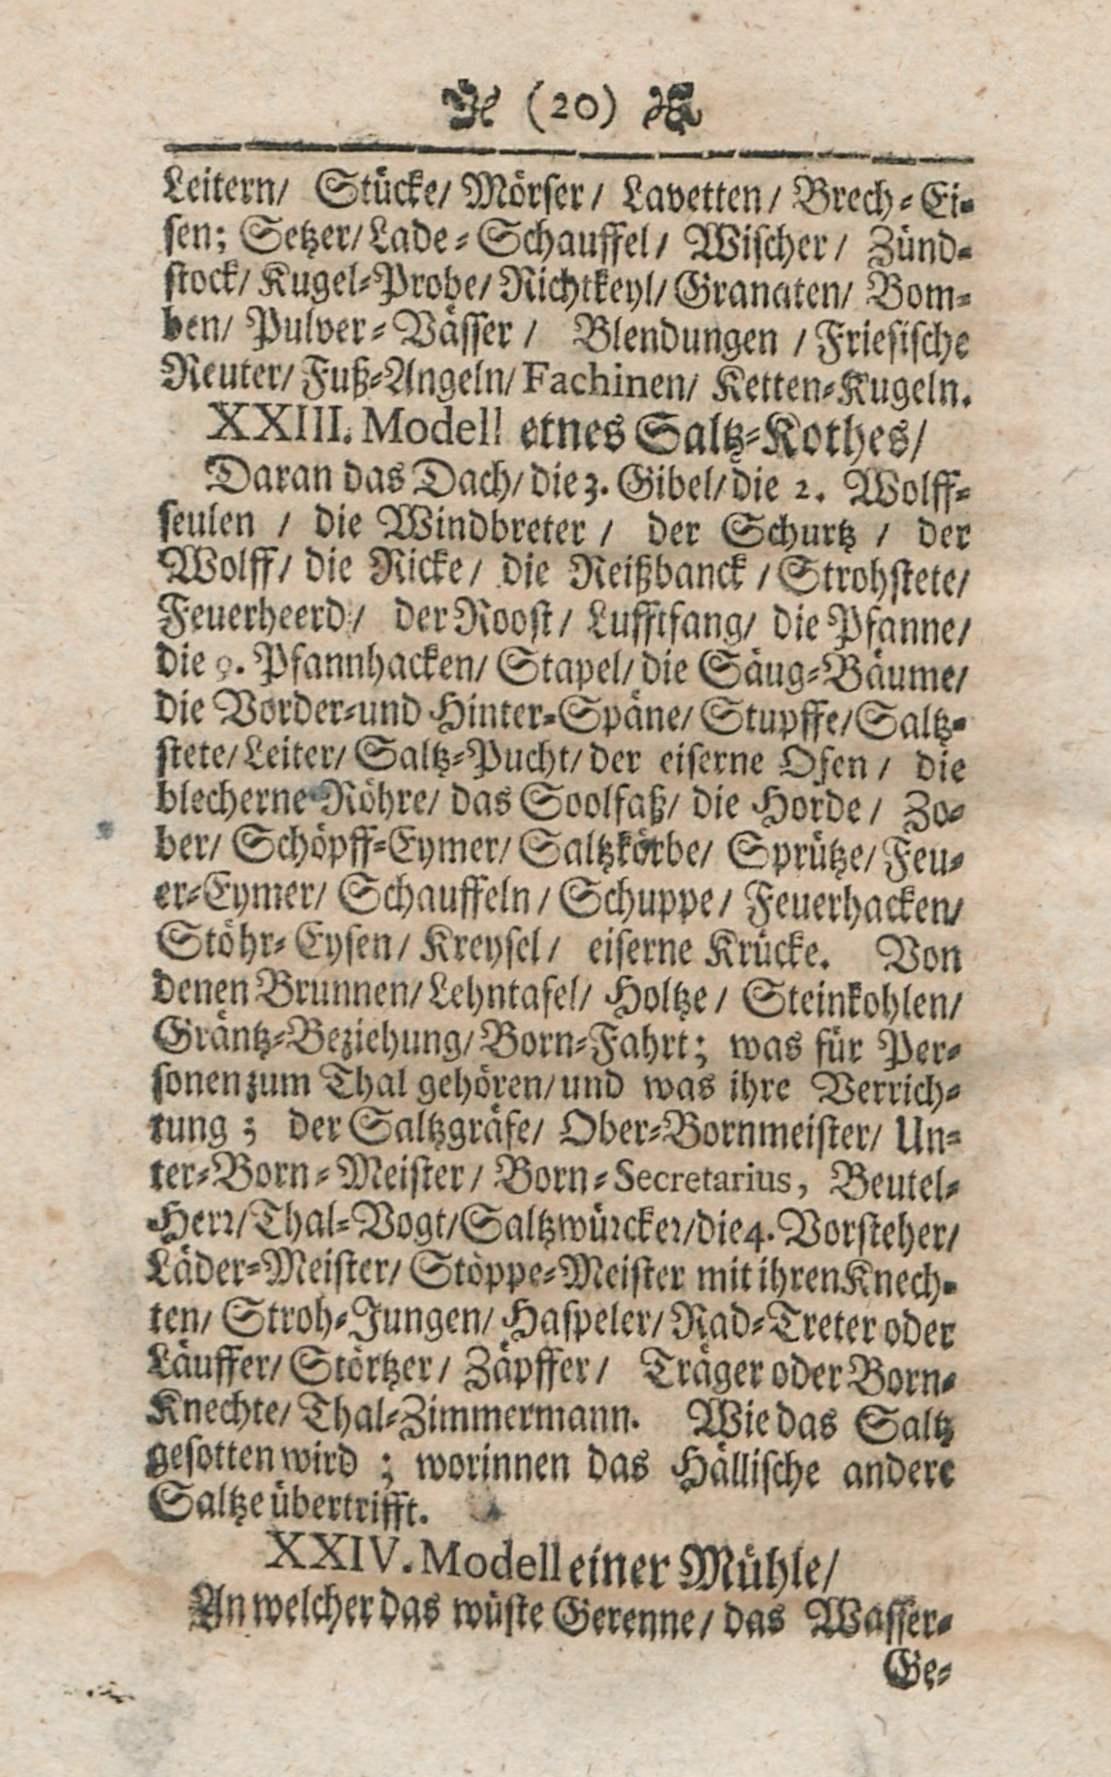 (20)
Leitern/ Stücke/ Mörser/ Lavetten/ Brech-Ei-
sen; Setzer/ Lade-Schauffel/ Wischer/ Zünd-
stock/ Kugel-Probe/ Richtkeyl/ Granaten/ Bom-
ben/ Pulver-Vässer/ Blendungen/ Friesische
Reuter/ Fuß-Angeln/ Fachinen/ Ketten-Kugeln.
XXIII. Modell etnes Saltz-Kothes/
Daran das Dach/ die 3. Gibel/ die 2. Wolff-
seulen / die Windbreter / der Schurtz / der
Wolff/ die Ricke/ die Reißbanck / Strohstete/
Feuerheerd/ der Roost/ Lufftfang/ die Pfanne/
die 9. Pfannhacken/ Stapel/ die Säug-Bäume/
die Vorder-und Hinter-Späne/ Stupffe/ Saltz-
stete/ Leiter/ Saltz-Pucht/ der eiserne Ofen / die
blecherne Röhre/ das Soolfaß/ die Horde / Zo-
ber/ Schöpff-Eymer/ Saltzkörbe/ Sprütze/ Feu-
er-Eymer/ Schauffeln / Schuppe / Feuerhacken/
Stöhr-Eysen/ Kreysel/ eiserne Krücke. Von
denen Brunnen/ Lehntafel/ Holtze / Steinkohlen/
Gräntz-Beziehung/ Born-Fahrt; was für Per-
sonen zum Thal gehören/ und was ihre Verrich-
tung; der Saltzgräfe/ Ober-Bornmeister/ Un-
ter-Born-Meister/ Born-Secretarius, Beutel-
Herr/ Thal-Vogt/ Saltzwürcker/ die 4. Vorsteher/
Läder-Meister/ Stöppe-Meister mit ihren Knech-
ten/ Stroh-Jungen/ Haspeler/ Rad-Treter oder
Läuffer/ Störtzer/ Zäpffer/ Träger oder Born-
Knechte/ Thal-Zimmermann. Wie das Saltz
gesotten wird ; worinnen das Hällische andere
Saltze übertrifft.
XXIV. Modell einer Mühle/
An welcher das wüste Gerenne/ das Wasser-
Ge-